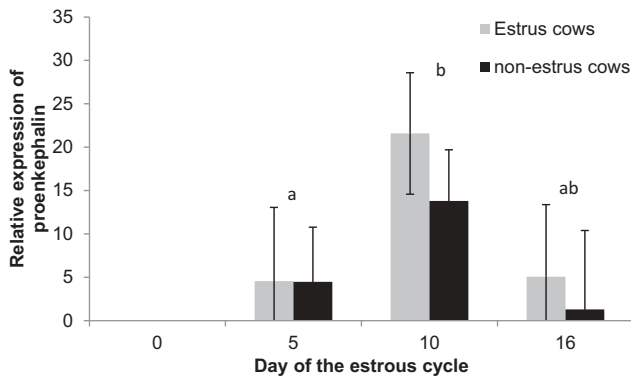 35
30
25
20
15
10
5
0
Relative expression of
proenkephalin
Estrus cows
non-estrus cows
a
b
ab
0 5 10 16
Day of the estrous cycle